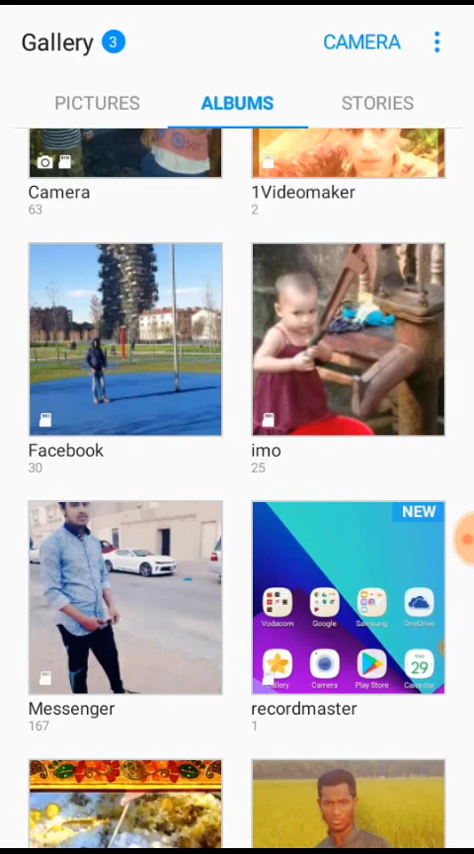 Gallery 3 CAMERA
PICTURES ALBUMS STORIES
Camera 1Videomaker
63 2
Facebook imo
30 25
NEW
Vodacom Google Samsung OneDrive
29
Gallery Camera Play Store Calendar
Messenger recordmaster
167 1